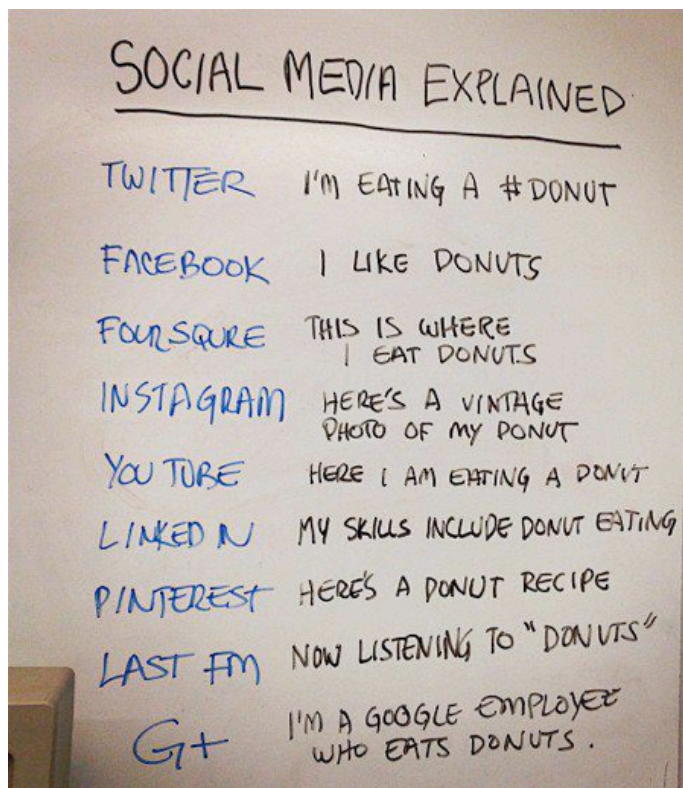 SOCIAL MEDIA EXPLAINED
TWITTER I'M EATING A #DONUT
FACEBOOK I LIKE DONUTS
FOURSQURE THIS IS WHERE
I EAT DONUTS
INSTAGRAM HERE'S A VINTAGE
PHOTO OF MY DONUT
YOU TUBE HERE I AM EATING A DONUT
LINKED IN MY SKILLS INCLUDE DONUT EATING
PINTEREST HERE'S A DONUT RECIPE
LAST FM NOW LISTENING TO "DONUTS"
G+ I'M A GOOGLE EMPLOYEE
WHO EATS DONUTS.